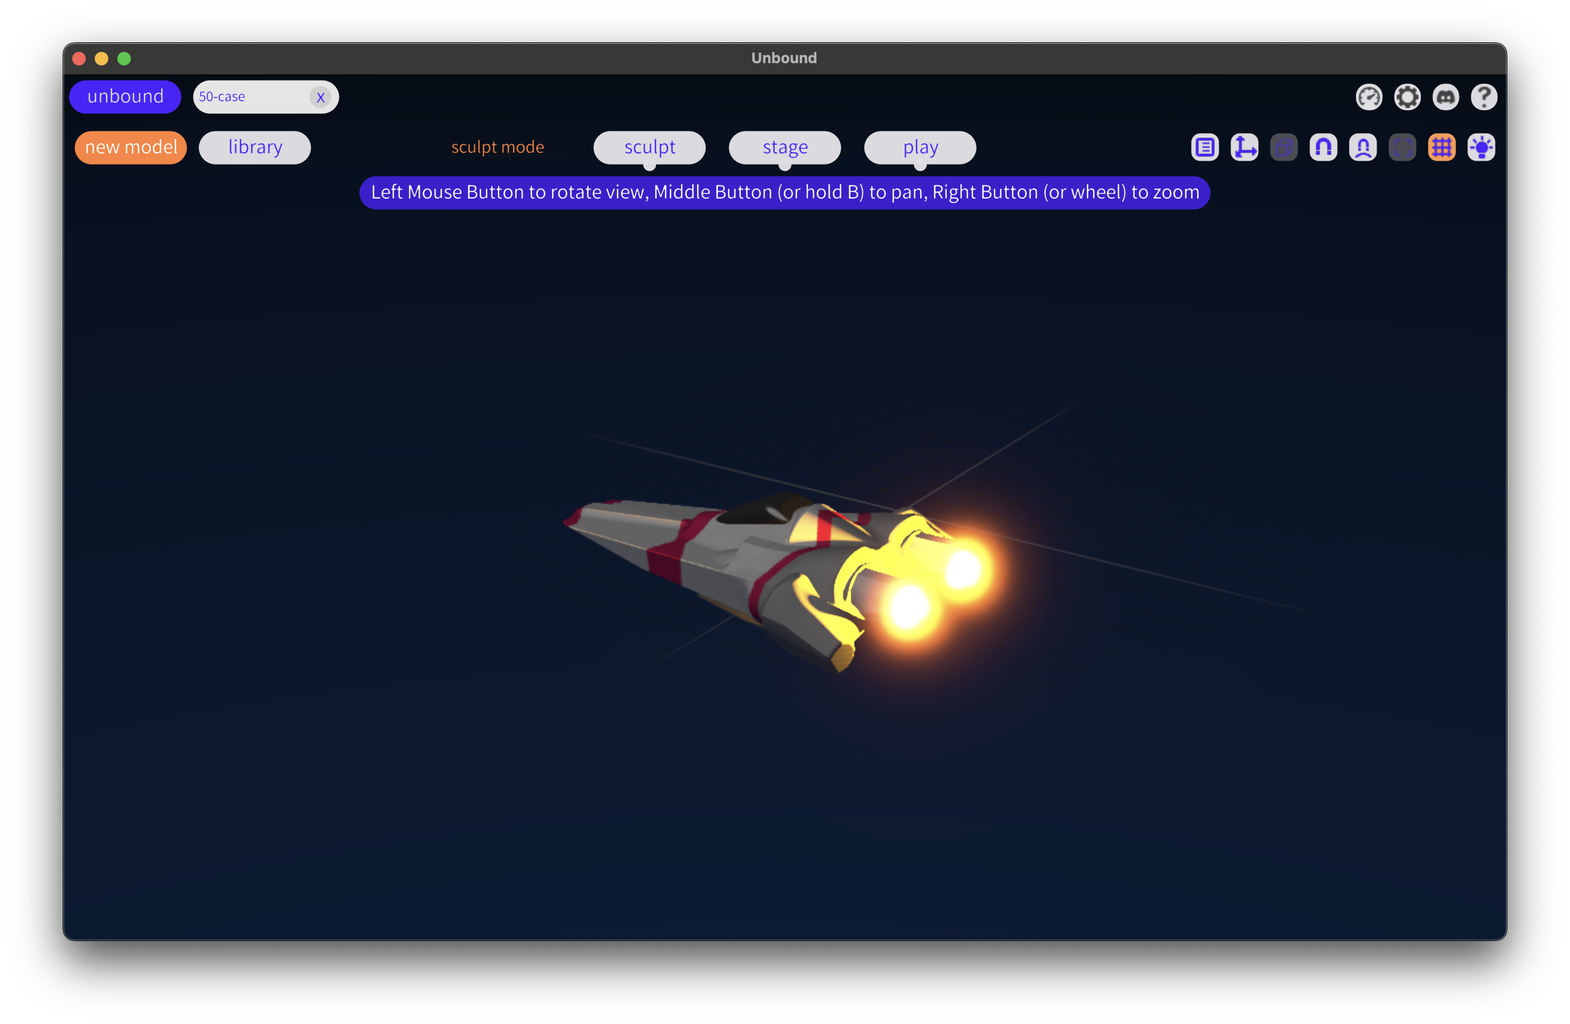 Unbound
unbound
50-case
X
?
new model
library
sculpt mode
sculpt
stage
play
Left Mouse Button to rotate view, Middle Button (or hold B) to pan, Right Button (or wheel) to zoom